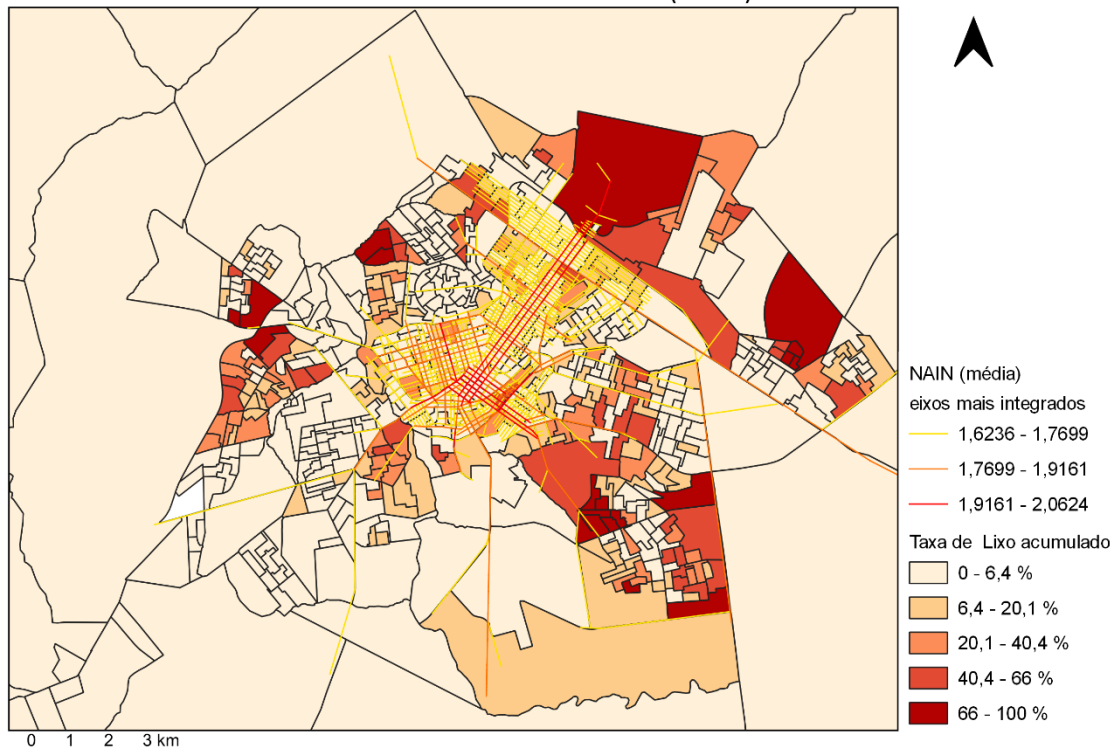 NAIN (média)
eixos mais integrados
1,6236 - 1,7699
1,7699 - 1,9161
1,9161 - 2,0624
Taxa de Lixo acumulado
0 - 6,4 %
6,4 - 20,1 %
20,1 - 40,4 %
40,4 - 66 %
66 - 100 %
0 1 2 3 km